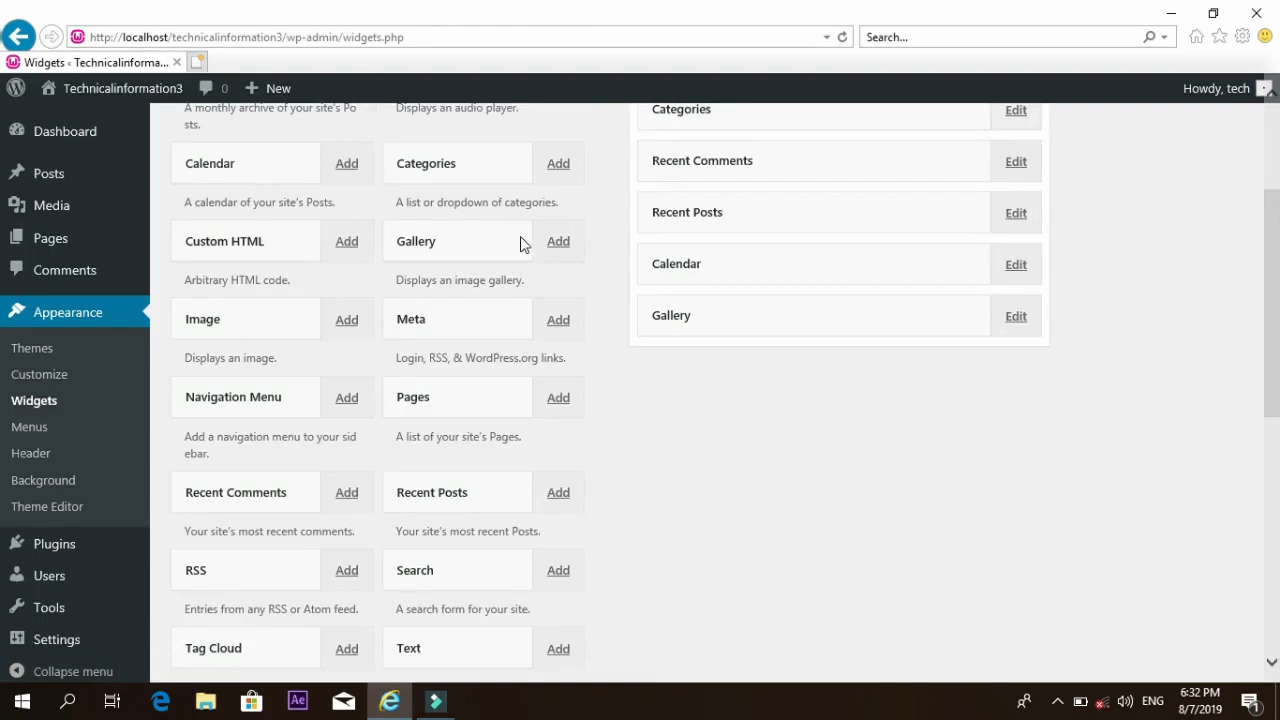 http://localhost/technicalinformation3/wp-admin/widgets.php
Search...
Widgets ‹ Technicalinforma...
Technicalinformation3
0
New
Howdy, tech
Dashboard
Posts
Media
Pages
Comments
Appearance
Themes
Customize
Widgets
Menus
Header
Background
Theme Editor
Plugins
Users
Tools
Settings
Collapse menu
A monthly archive of your site's Po
sts.
Displays an audio player.
Calendar
Add
Categories
Add
A calendar of your site's Posts.
A list or dropdown of categories.
Custom HTML
Add
Gallery
Add
Arbitrary HTML code.
Displays an image gallery.
Image
Add
Meta
Add
Displays an image.
Login, RSS, & WordPress.org links.
Navigation Menu
Add
Pages
Add
Add a navigation menu to your sid
ebar.
A list of your site's Pages.
Recent Comments
Add
Recent Posts
Add
Your site's most recent comments.
Your site's most recent Posts.
RSS
Add
Search
Add
Entries from any RSS or Atom feed.
A search form for your site.
Tag Cloud
Add
Text
Add
Categories
Edit
Recent Comments
Edit
Recent Posts
Edit
Calendar
Edit
Gallery
Edit
Ae
ENG
6:32 PM
8/7/2019
1